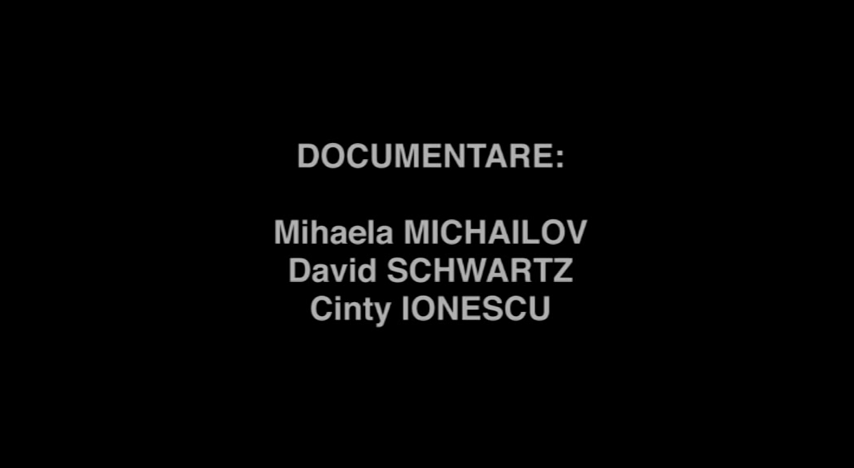 DOCUMENTARE:
Mihaela MICHAILOV
David SCHWARTZ
Cinty IONESCU